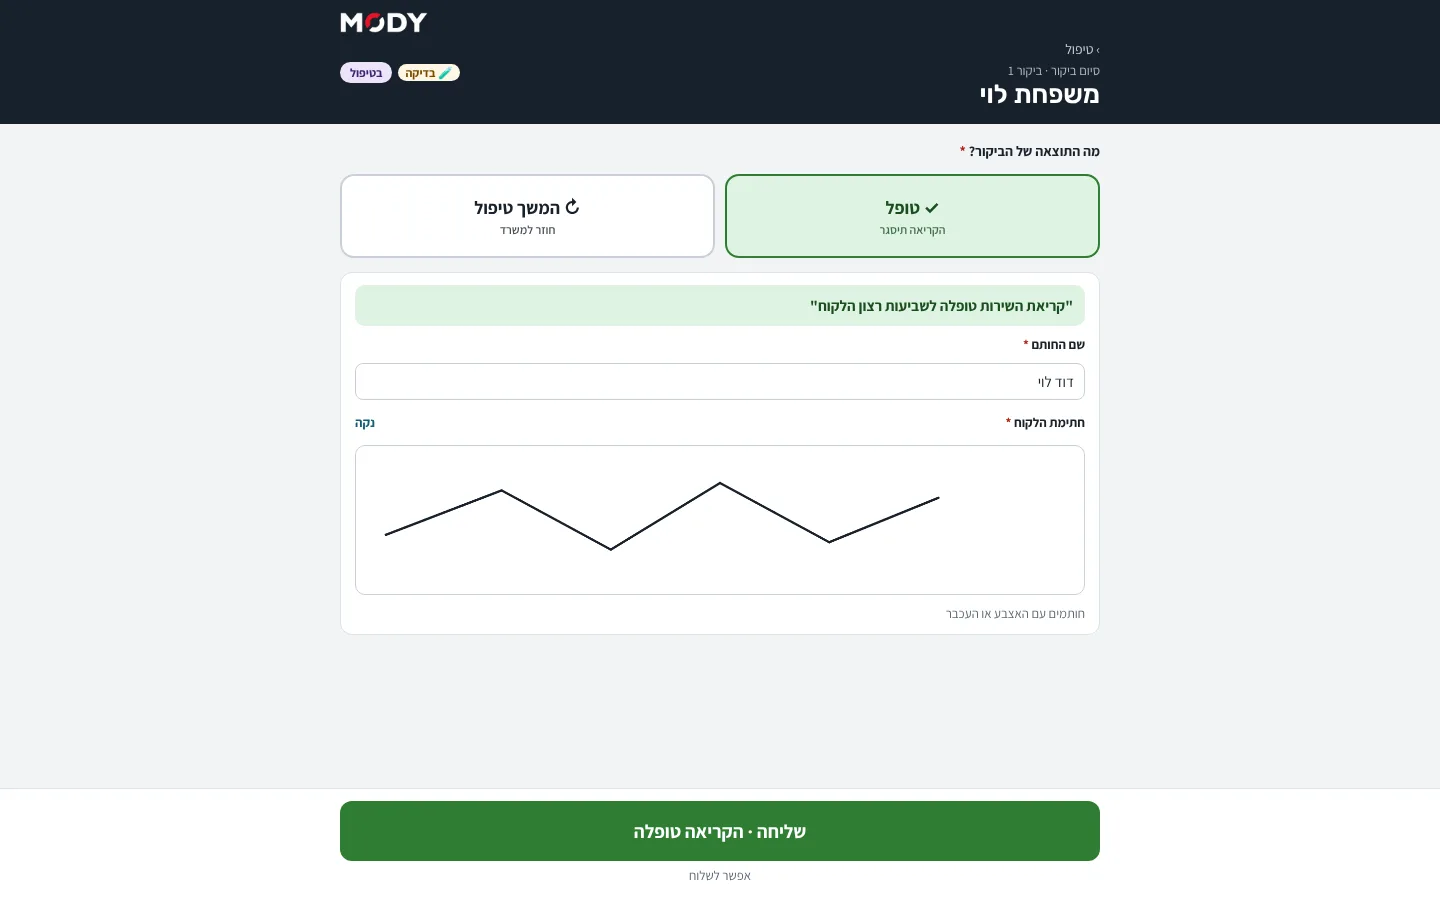 MODY
› טיפול
סיום ביקור · ביקור 1
משפחת לוי
🧪 בדיקה
בטיפול
מה התוצאה של הביקור? *
✓ טופל
הקריאה תיסגר
↻ המשך טיפול
חוזר למשרד
"קריאת השירות טופלה לשביעות רצון הלקוח"
שם החותם *
דוד לוי
חתימת הלקוח *
נקה
חותמים עם האצבע או העכבר
שליחה · הקריאה טופלה
אפשר לשלוח